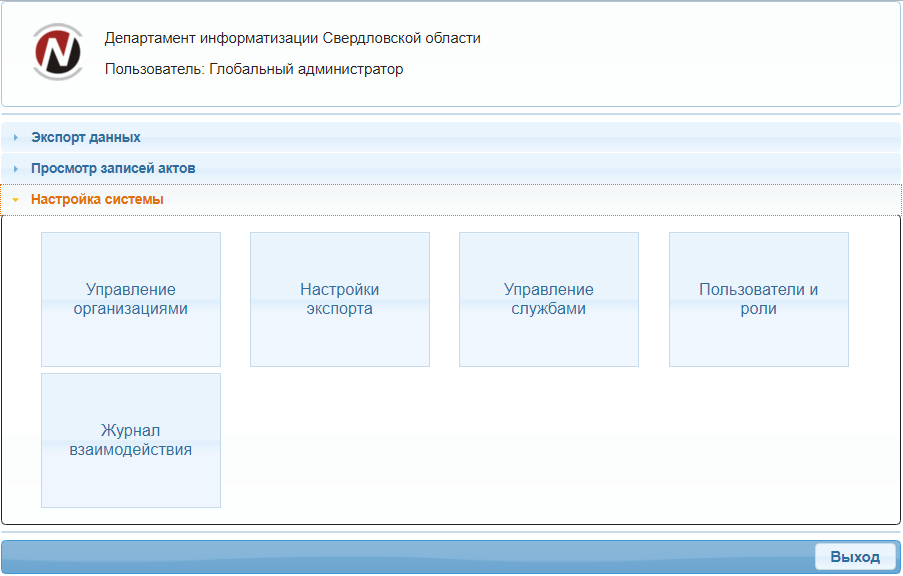 Департамент информатизации Свердловской области
Пользователь: Глобальный администратор
Экспорт данных
Просмотр записей актов
Настройка системы
Управление
организациями
Настройки
экспорта
Управление
службами
Пользователи и
роли
Журнал
взаимодействия
Выход